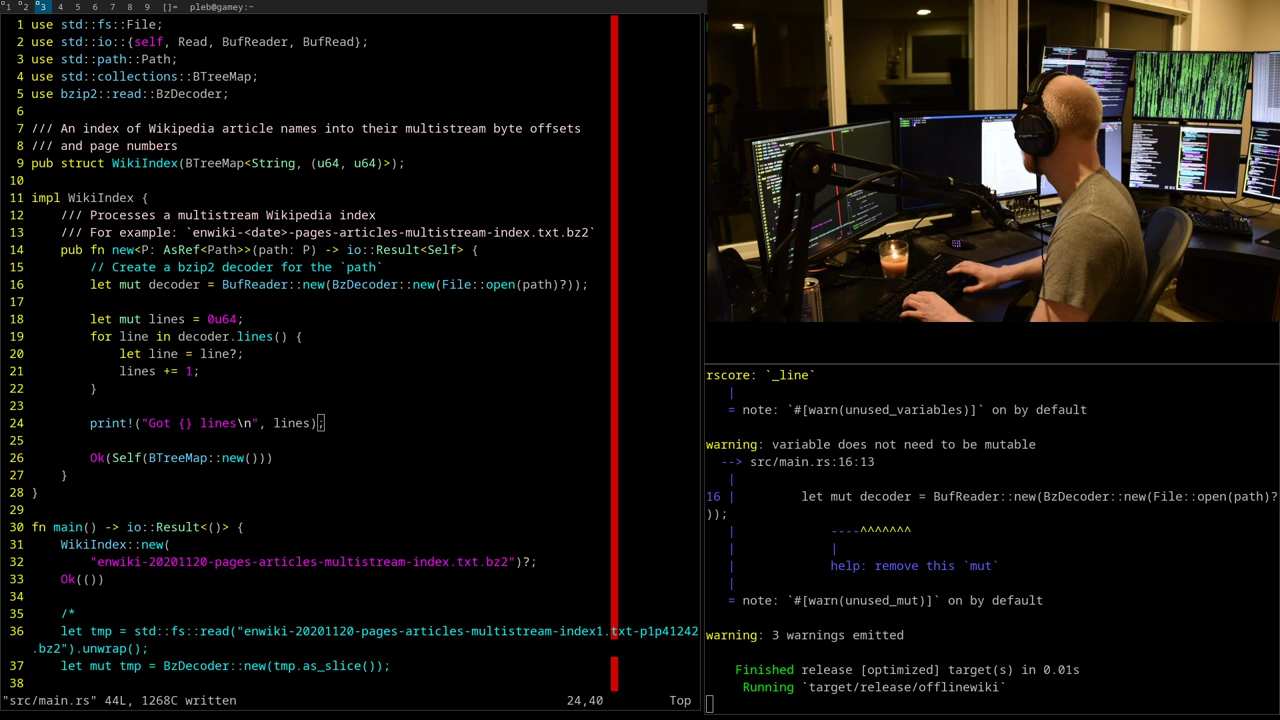 1 2 3 4 5 6 7 8 9 []= pleb@gamey:~
1 use std::fs::File;
2 use std::io::{self, Read, BufReader, BufRead};
3 use std::path::Path;
4 use std::collections::BTreeMap;
5 use bzip2::read::BzDecoder;
6
7 /// An index of Wikipedia article names into their multistream byte offsets
8 /// and page numbers
9 pub struct WikiIndex(BTreeMap<String, (u64, u64)>);
10
11 impl WikiIndex {
12     /// Processes a multistream Wikipedia index
13     /// For example: `enwiki-<date>-pages-articles-multistream-index.txt.bz2`
14     pub fn new<P: AsRef<Path>>(path: P) -> io::Result<Self> {
15         // Create a bzip2 decoder for the `path`
16         let mut decoder = BufReader::new(BzDecoder::new(File::open(path)?));
17
18         let mut lines = 0u64;
19         for line in decoder.lines() {
20             let line = line?;
21             lines += 1;
22         }
23
24         print!("Got {} lines\n", lines);
25
26         Ok(Self(BTreeMap::new()))
27     }
28 }
29
30 fn main() -> io::Result<()> {
31     WikiIndex::new(
32         "enwiki-20201120-pages-articles-multistream-index.txt.bz2")?;
33     Ok(())
34
35     /*
36     let tmp = std::fs::read("enwiki-20201120-pages-articles-multistream-index1.txt-p1p41242
.bz2").unwrap();
37     let mut tmp = BzDecoder::new(tmp.as_slice());
38
"src/main.rs" 44L, 1268C written 24,40 Top
rscore: `_line`
|
= note: `#[warn(unused_variables)]` on by default
warning: variable does not need to be mutable
--> src/main.rs:16:13
|
16 |         let mut decoder = BufReader::new(BzDecoder::new(File::open(path)?
));
|             ----^^^^^^^
|             |
|             help: remove this `mut`
|
= note: `#[warn(unused_mut)]` on by default
warning: 3 warnings emitted
Finished release [optimized] target(s) in 0.01s
Running `target/release/offlinewiki`